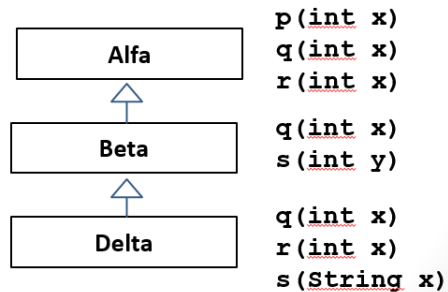 p(int x)
Alfa
q(int x)
r(int x)
Beta
q(int x)
s(int y)
Delta
q(int x)
r(int x)
s(String x)